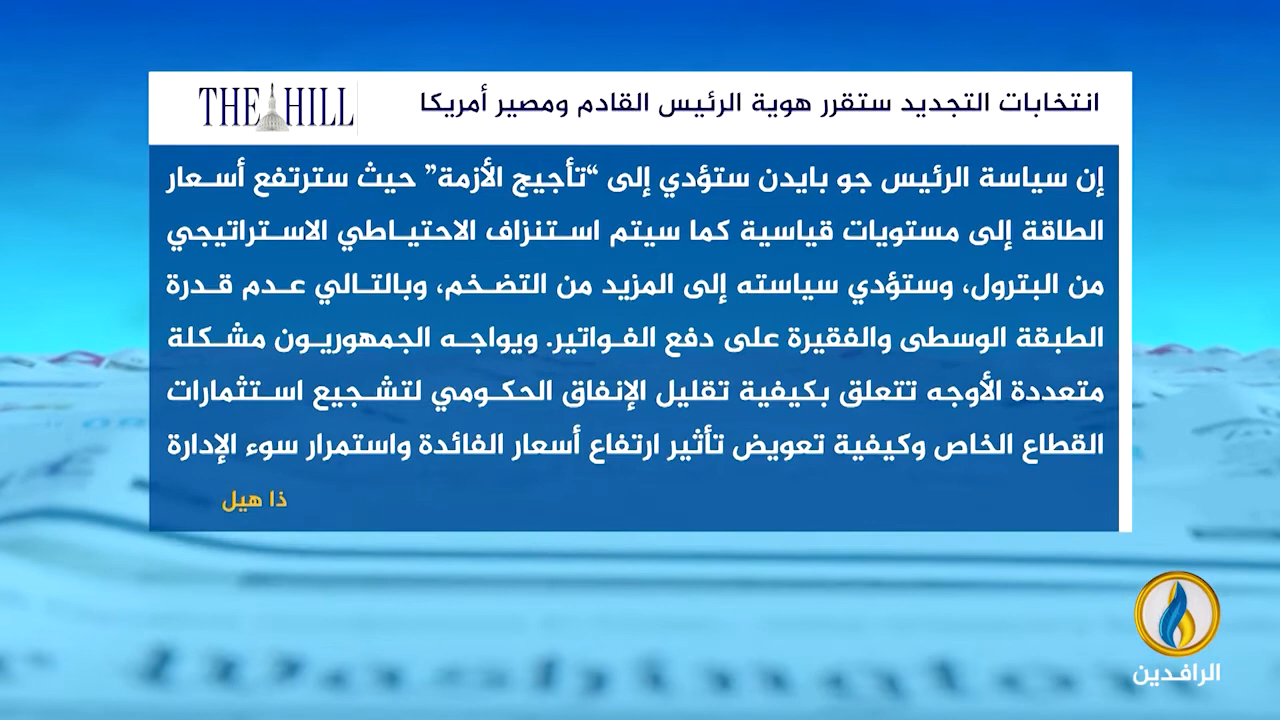 THE HILL
انتخابات التجديد ستقرر هوية الرئيس القادم ومصير أمريكا
إن سياسة الرئيس جو بايدن ستؤدي إلى “تأجيج الأزمة” حيث سترتفع أسعار
الطاقة إلى مستويات قياسية كما سيتم استنزاف الاحتياطي الاستراتيجي
من البترول، وستؤدي سياسته إلى المزيد من التضخم، وبالتالي عدم قدرة
الطبقة الوسطى والفقيرة على دفع الفواتير. ويواجه الجمهوريون مشكلة
متعددة الأوجه تتعلق بكيفية تقليل الإنفاق الحكومي لتشجيع استثمارات
القطاع الخاص وكيفية تعويض تأثير ارتفاع أسعار الفائدة واستمرار سوء الإدارة
ذا هيل
الرافدين